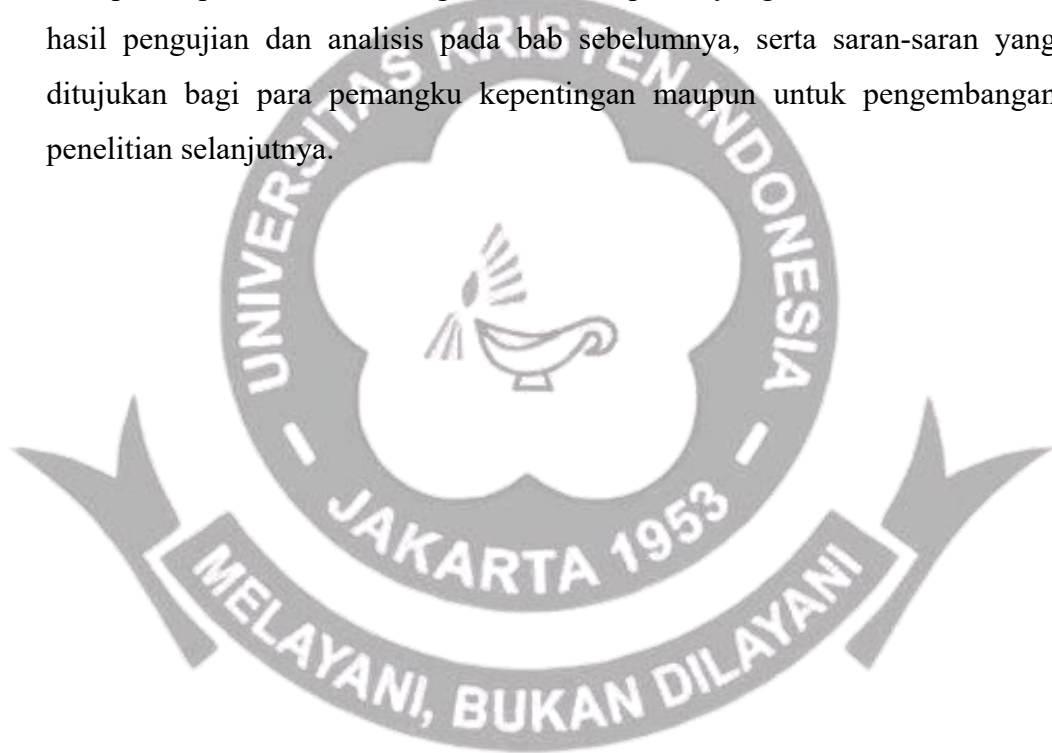 hasil pengujian dan analisis pada bab sebelumnya, serta saran-saran yang
ditujukan bagi para pemangku kepentingan maupun untuk pengembangan
penelitian selanjutnya.
UNIVERSITAS KRISTEN INDONESIA
JAKARTA 1953
MELAYANI, BUKAN DILAYANI